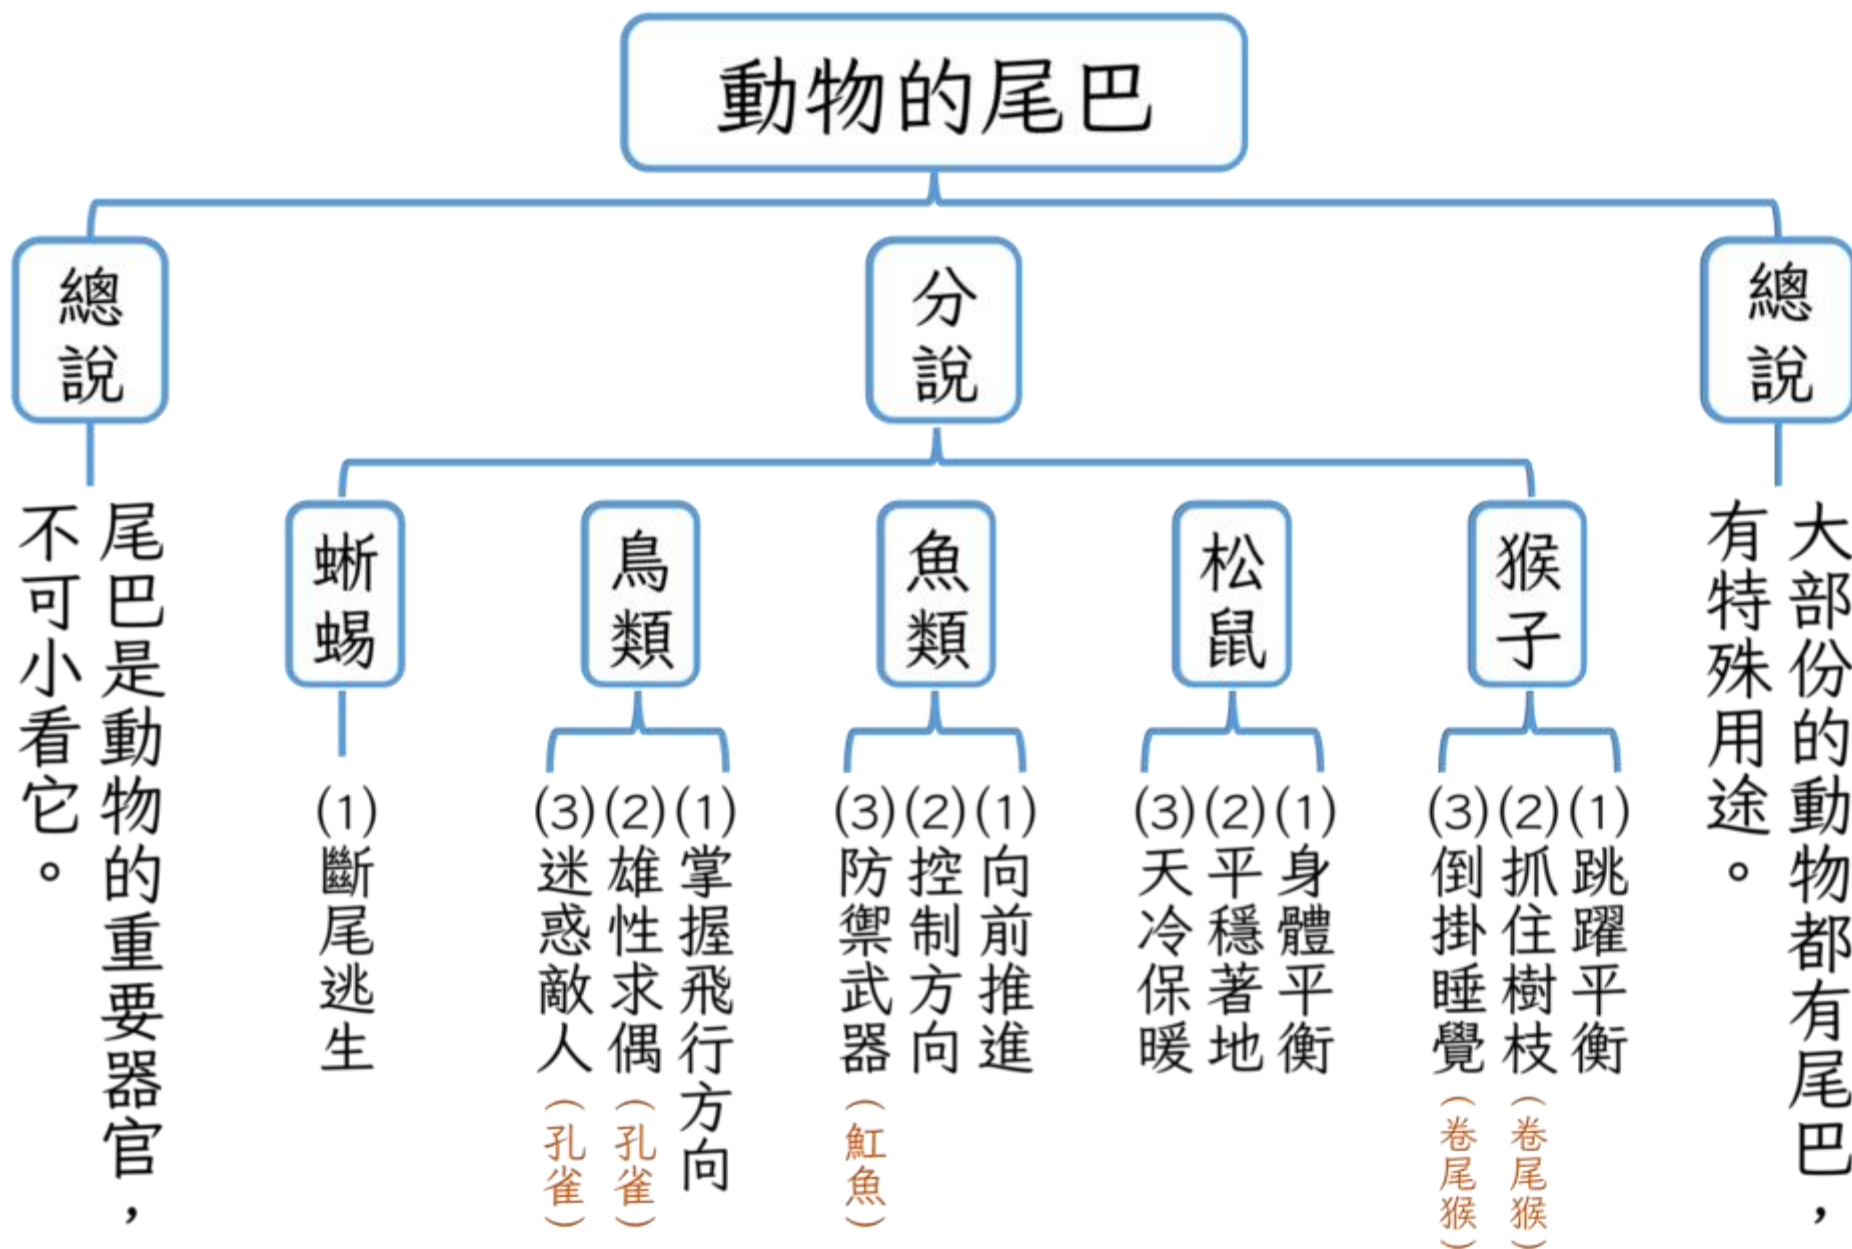 動物的尾巴
總說
分說
總說
尾巴是動物的重要器官，
不可小看它。
蜥蜴
(1)斷尾逃生
鳥類
(1)掌握飛行方向
(2)雄性求偶（孔雀）
(3)迷惑敵人（孔雀）
魚類
(1)向前推進
(2)控制方向
(3)防禦武器（魟魚）
松鼠
(1)身體平衡
(2)平穩著地
(3)天冷保暖
猴子
(1)跳躍平衡
(2)抓住樹枝（卷尾猴）
(3)倒掛睡覺（卷尾猴）
大部份的動物都有尾巴，
有特殊用途。